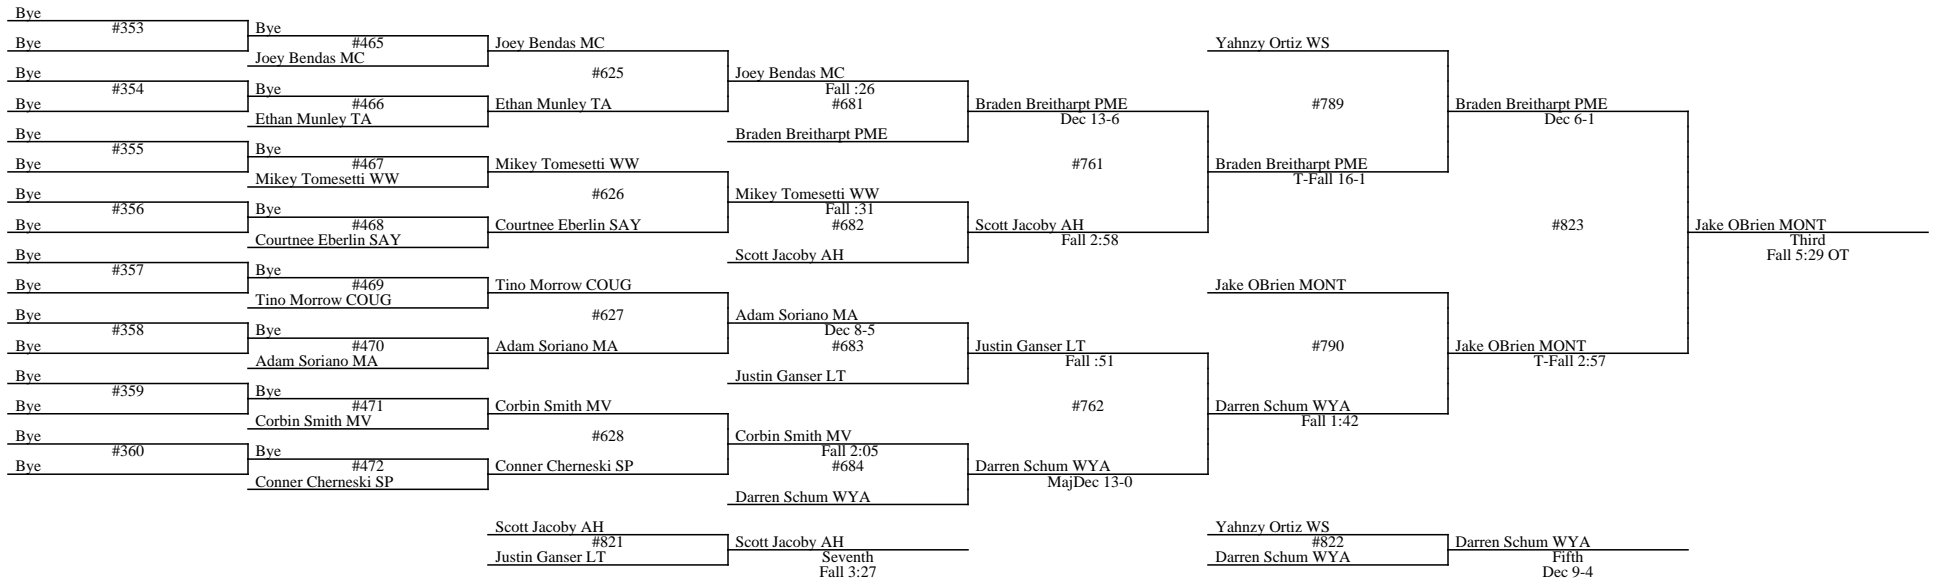 Bye
#353
Bye
Bye
#354
Bye
Bye
#355
Bye
Bye
#356
Bye
Bye
#357
Bye
Bye
#358
Bye
Bye
#359
Bye
Bye
#360
Bye
Bye
#465
Joey Bendas MC
Bye
#466
Ethan Munley TA
Bye
#467
Mikey Tomesetti WW
Bye
#468
Courtnee Eberlin SAY
Bye
#469
Tino Morrow COUG
Bye
#470
Adam Soriano MA
Bye
#471
Corbin Smith MV
Bye
#472
Conner Cherneski SP
Joey Bendas MC
#625
Ethan Munley TA
Mikey Tomesetti WW
#626
Courtnee Eberlin SAY
Tino Morrow COUG
#627
Adam Soriano MA
Corbin Smith MV
#628
Conner Cherneski SP
Joey Bendas MC
Fall :26
#681
Braden Breitharpt PME
Mikey Tomesetti WW
Fall :31
#682
Scott Jacoby AH
Adam Soriano MA
Dec 8-5
#683
Justin Ganser LT
Corbin Smith MV
Fall 2:05
#684
Darren Schum WYA
Braden Breitharpt PME
Dec 13-6
#761
Scott Jacoby AH
Fall 2:58
Justin Ganser LT
Fall :51
#762
Darren Schum WYA
MajDec 13-0
Yahnzy Ortiz WS
#789
Braden Breitharpt PME
T-Fall 16-1
Jake OBrien MONT
#790
Darren Schum WYA
Fall 1:42
Braden Breitharpt PME
Dec 6-1
#823
Jake OBrien MONT
T-Fall 2:57
Jake OBrien MONT
Third
Fall 5:29 OT
Scott Jacoby AH
#821
Justin Ganser LT
Scott Jacoby AH
Seventh
Fall 3:27
Yahnzy Ortiz WS
#822
Darren Schum WYA
Darren Schum WYA
Fifth
Dec 9-4